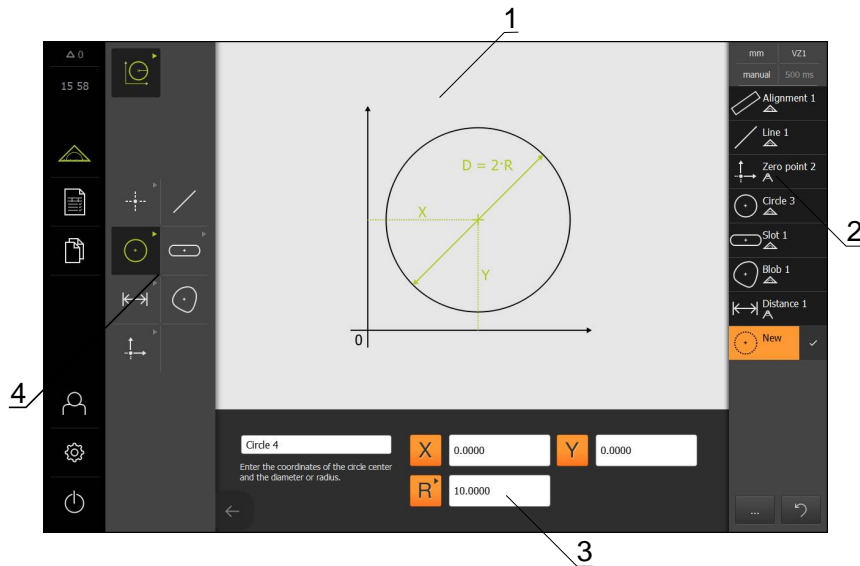 1
△ 0
15 58
mm VZ1
manual 500 ms
Alignment 1
Line 1
Zero point 2
Circle 3
Slot 1
Blob 1
Distance 1
New
2
D = 2·R
X
Y
0
4
Circle 4
Enter the coordinates of the circle center
and the diameter or radius.
X 0.0000 Y 0.0000
R 10.0000
...
3